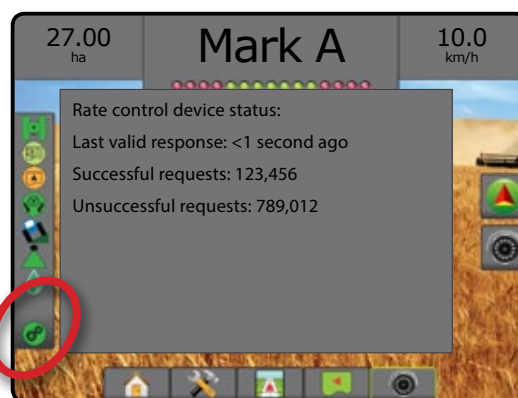 27.00
ha
Mark A
10.0
km/h
Rate control device status:
Last valid response: <1 second ago
Successful requests: 123,456
Unsuccessful requests: 789,012